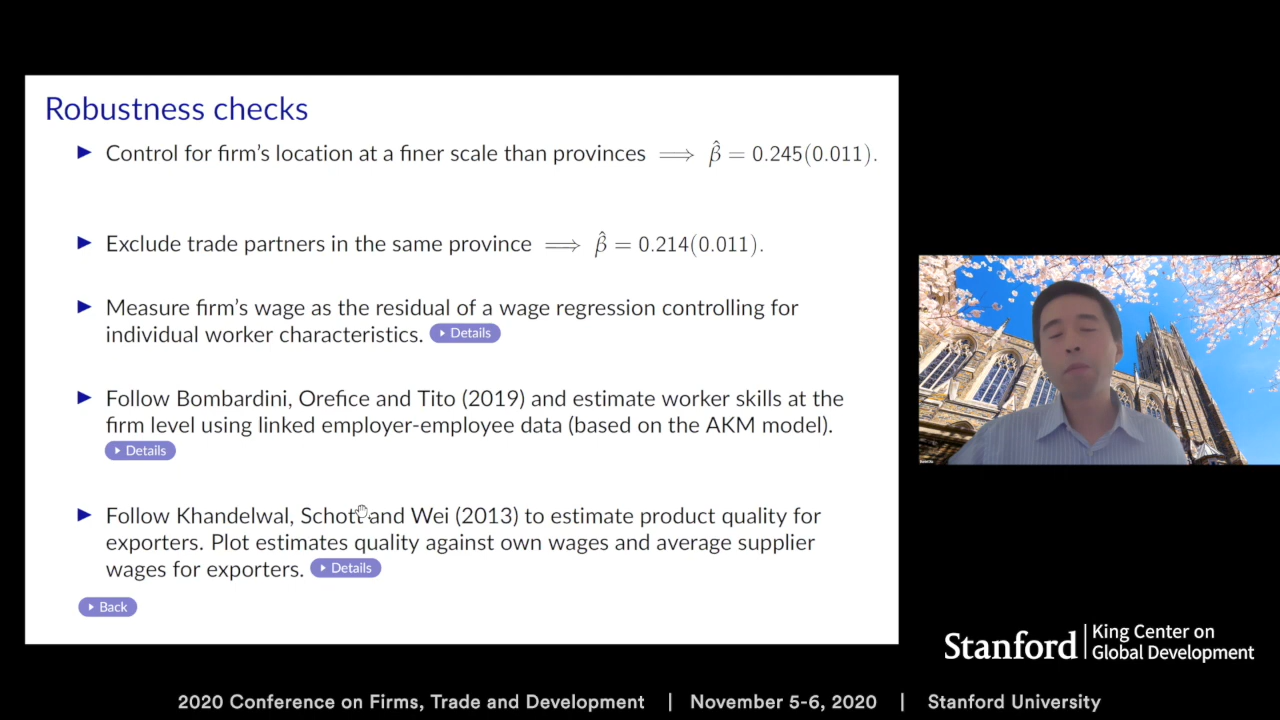 Robustness checks
▶ Control for firm's location at a finer scale than provinces ⟹ β̂ = 0.245(0.011).
▶ Exclude trade partners in the same province ⟹ β̂ = 0.214(0.011).
▶ Measure firm's wage as the residual of a wage regression controlling for
individual worker characteristics. ▶ Details
▶ Follow Bombardini, Orefice and Tito (2019) and estimate worker skills at the
firm level using linked employer-employee data (based on the AKM model).
▶ Details
▶ Follow Khandelwal, Schott and Wei (2013) to estimate product quality for
exporters. Plot estimates quality against own wages and average supplier
wages for exporters. ▶ Details
▶ Back
Stanford | King Center on
Global Development
2020 Conference on Firms, Trade and Development | November 5-6, 2020 | Stanford University